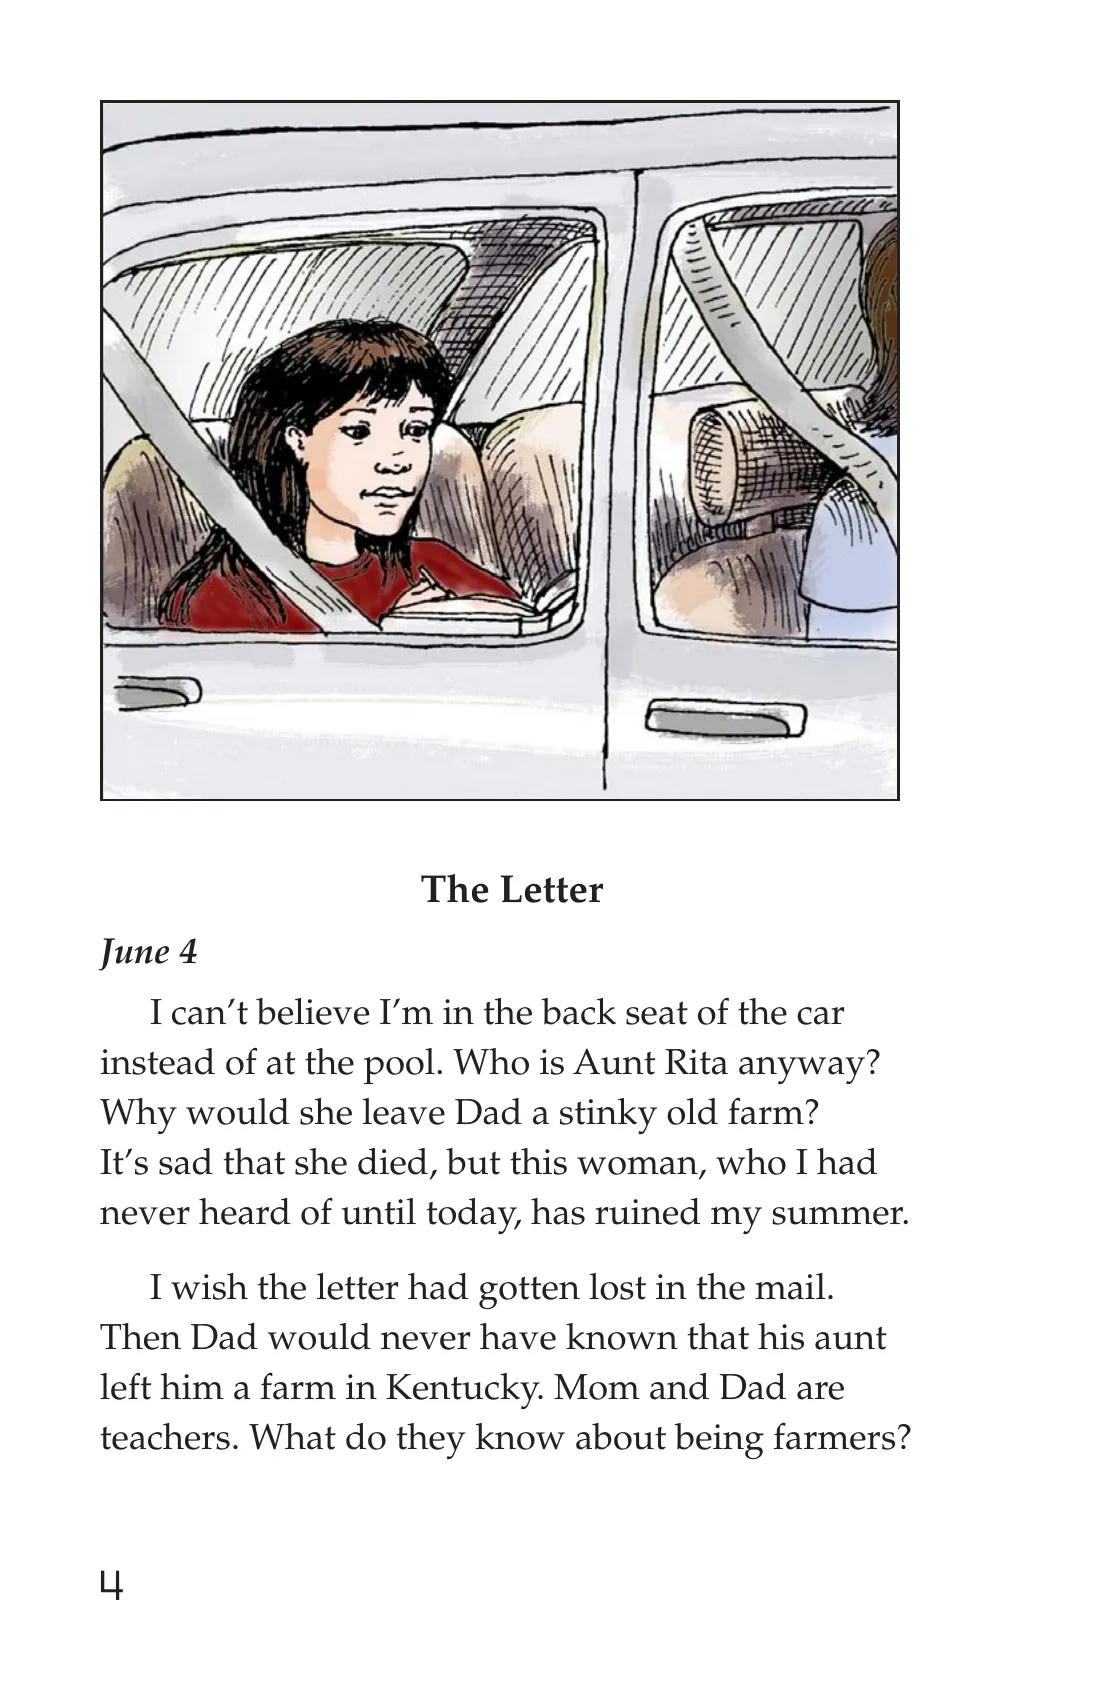 The Letter
June 4
I can’t believe I’m in the back seat of the car
instead of at the pool. Who is Aunt Rita anyway?
Why would she leave Dad a stinky old farm?
It’s sad that she died, but this woman, who I had
never heard of until today, has ruined my summer.
I wish the letter had gotten lost in the mail.
Then Dad would never have known that his aunt
left him a farm in Kentucky. Mom and Dad are
teachers. What do they know about being farmers?
4